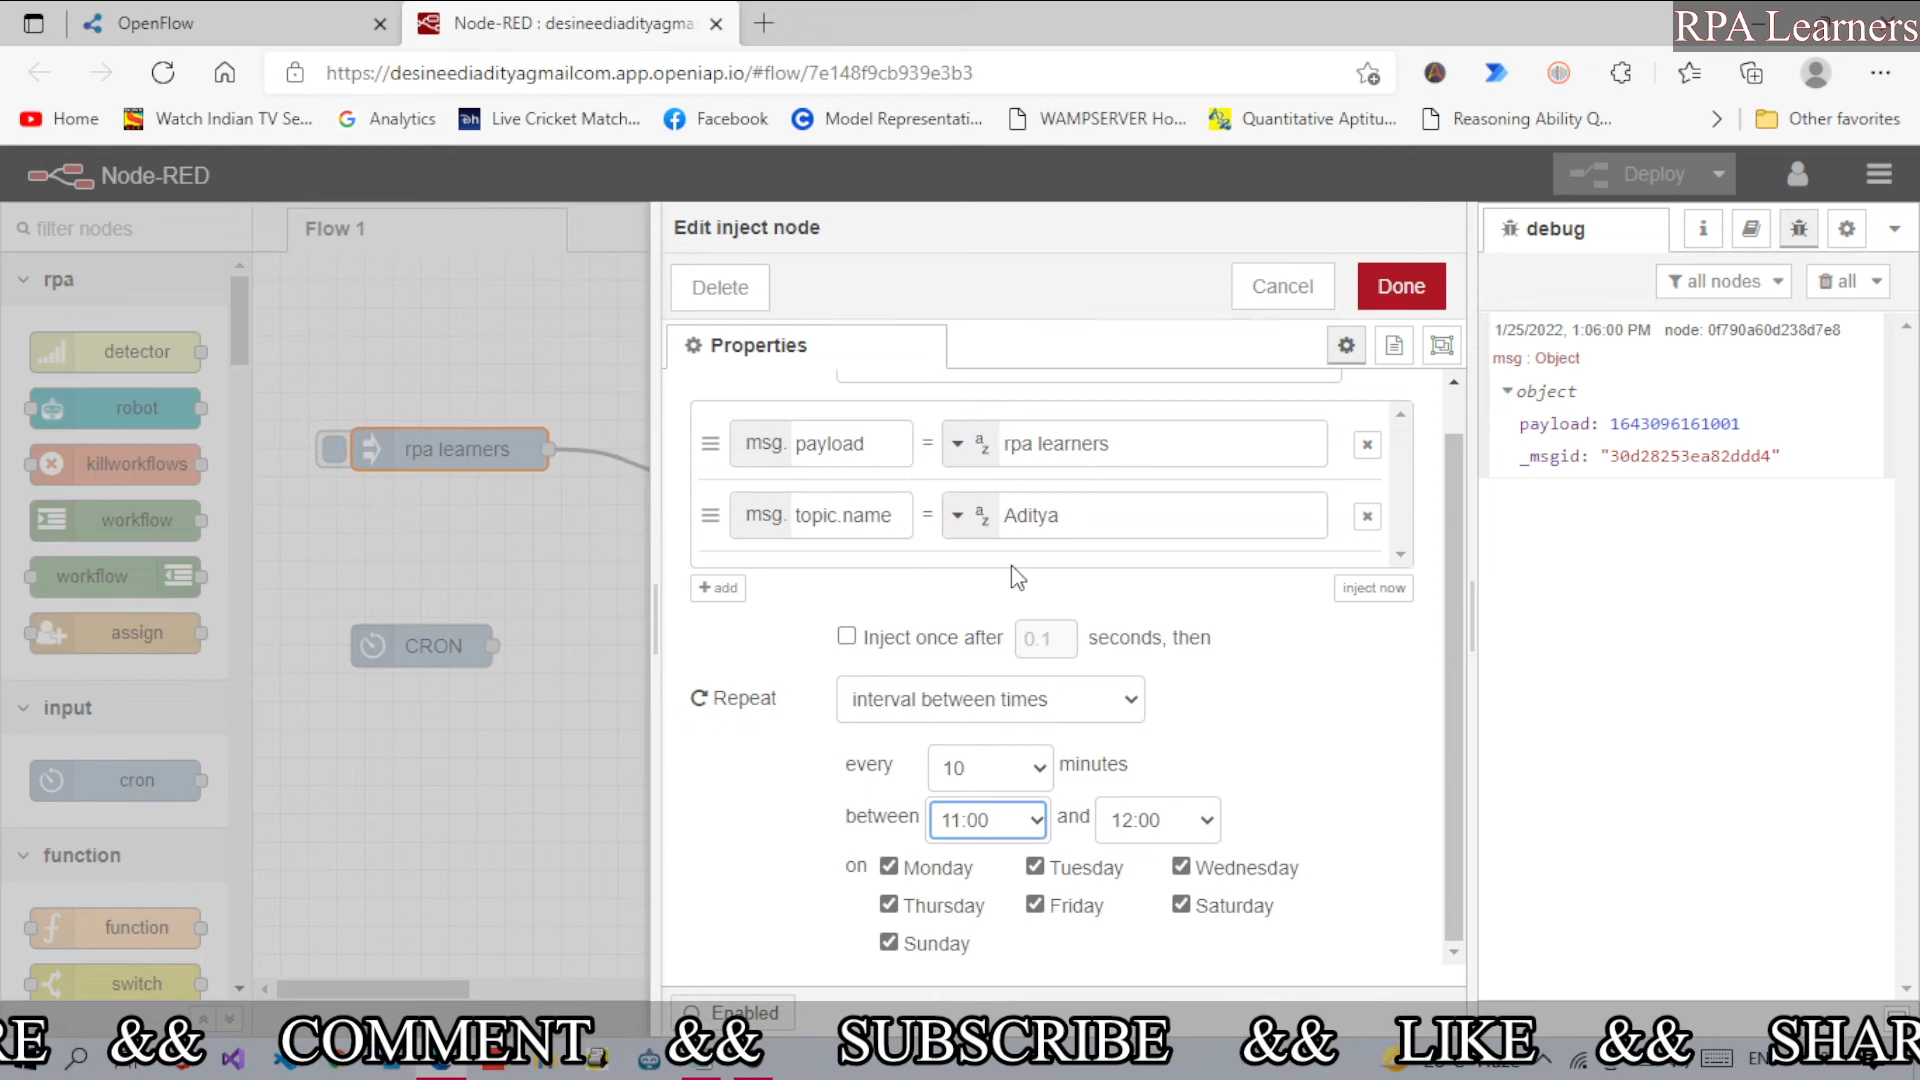 OpenFlow
Node-RED : desineediadityagma
RPA Learners
https://desineediadityagmailcom.app.openiap.io/#flow/7e148f9cb939e3b3
Home
Watch Indian TV Se...
Analytics
Live Cricket Match...
Facebook
Model Representati...
WAMPSERVER Ho...
Quantitative Aptitu...
Reasoning Ability Q...
Other favorites
Node-RED
Deploy
filter nodes
Flow 1
Edit inject node
debug
rpa
Delete
Cancel
Done
all nodes
all
detector
Properties
1/25/2022, 1:06:00 PM node: 0f790a60d238d7e8
msg : Object
object
payload: 1643096161001
_msgid: "30d28253ea82ddd4"
robot
rpa learners
killworkflows
msg. payload = az rpa learners
workflow
msg. topic.name = az Aditya
workflow
+ add
inject now
assign
CRON
Inject once after 0.1 seconds, then
Repeat
interval between times
input
cron
every 10 minutes
between 11:00 and 12:00
on Monday Tuesday Wednesday
Thursday Friday Saturday
Sunday
function
function
switch
Enabled
RE && COMMENT && SUBSCRIBE && LIKE && SHAR